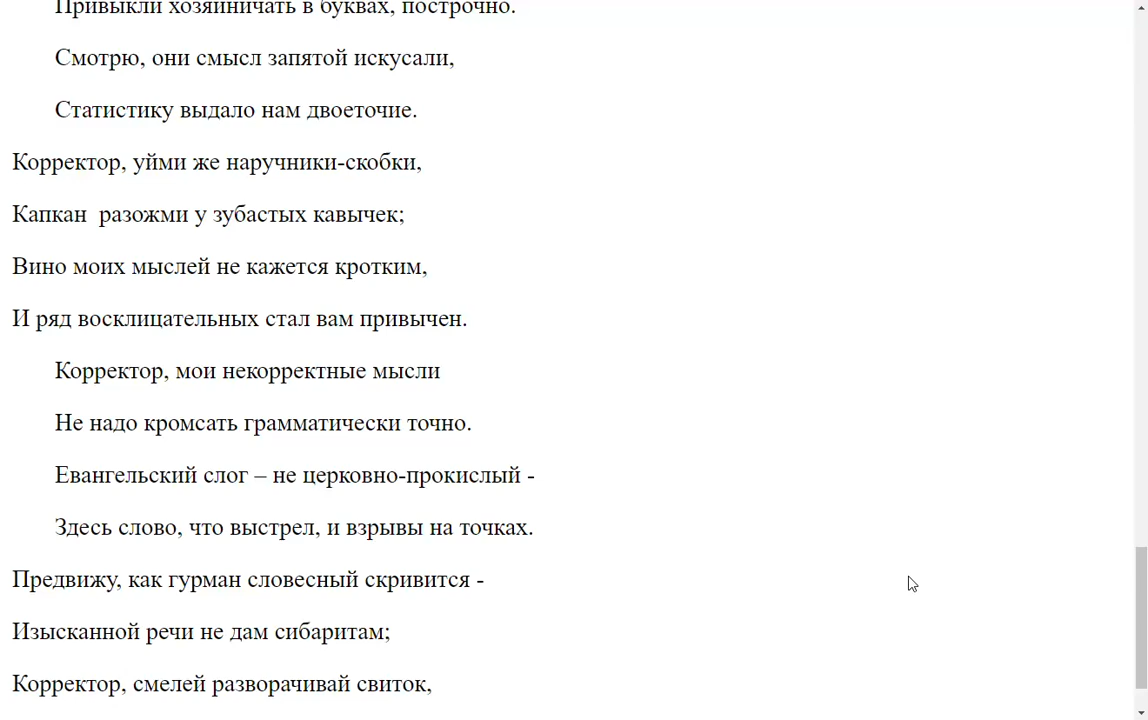 Привыкли хозяйничать в буквах, построчно.
Смотрю, они смысл запятой искусали,
Статистику выдало нам двоеточие.
Корректор, уйми же наручники-скобки,
Капкан  разожми у зубастых кавычек;
Вино моих мыслей не кажется кротким,
И ряд восклицательных стал вам привычен.
Корректор, мои некорректные мысли
Не надо кромсать грамматически точно.
Евангельский слог – не церковно-прокислый -
Здесь слово, что выстрел, и взрывы на точках.
Предвижу, как гурман словесный скривится -
Изысканной речи не дам сибаритам;
Корректор, смелей разворачивай свиток,